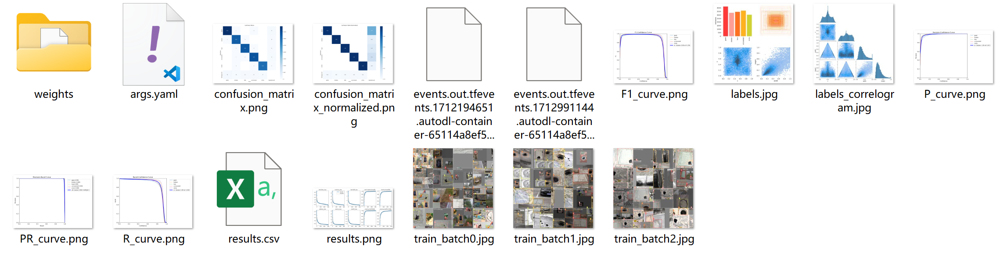 weights
args.yaml
confusion_matri
x.png
confusion_matri
x_normalized.pn
g
events.out.tfeve
nts.1712194651
.autodl-contain
er-65114a8ef5...
events.out.tfeve
nts.1712991144
.autodl-contain
er-65114a8ef5...
F1_curve.png
labels.jpg
labels_correlogr
am.jpg
P_curve.png
PR_curve.png
R_curve.png
X a,
results.csv
results.png
train_batch0.jpg
train_batch1.jpg
train_batch2.jpg